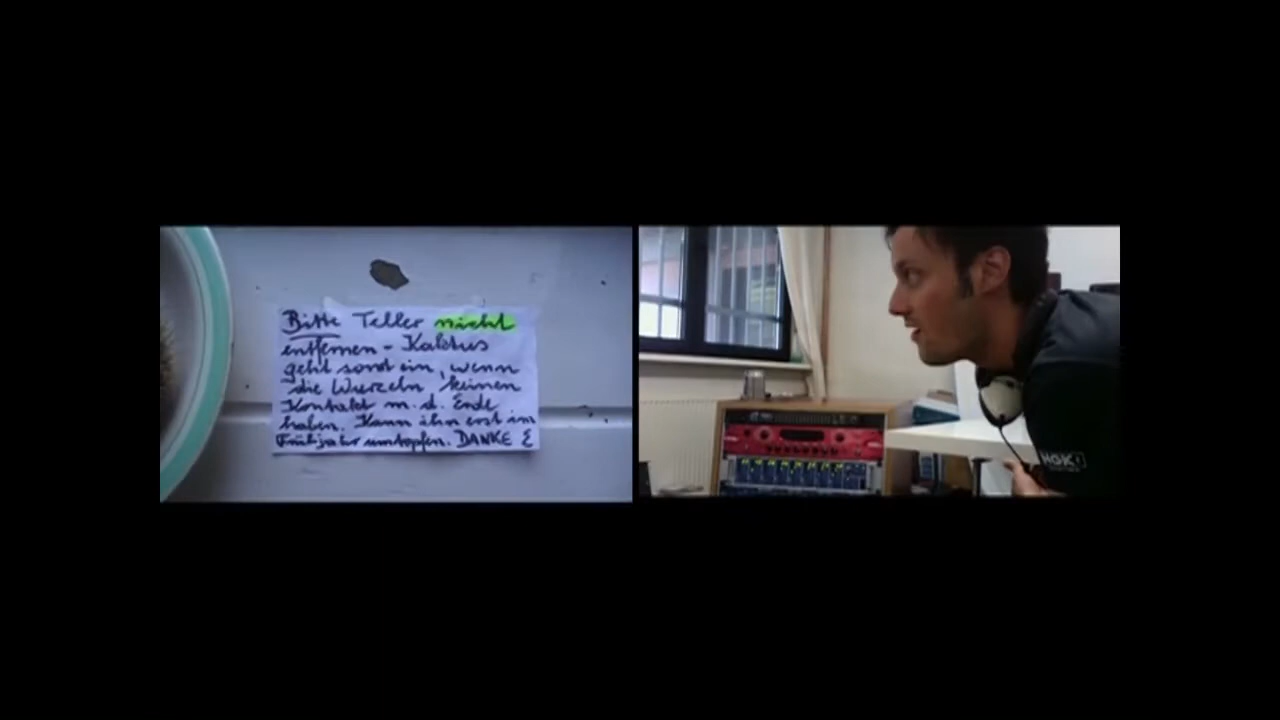 Bitte Teller nicht
entfernen - Kaktus
geht sonst ein, wenn
die Wurzeln keinen
Kontakt m. d. Erde
haben. Kann ihn erst im
Frühjahr umtopfen. DANKE E
HGK